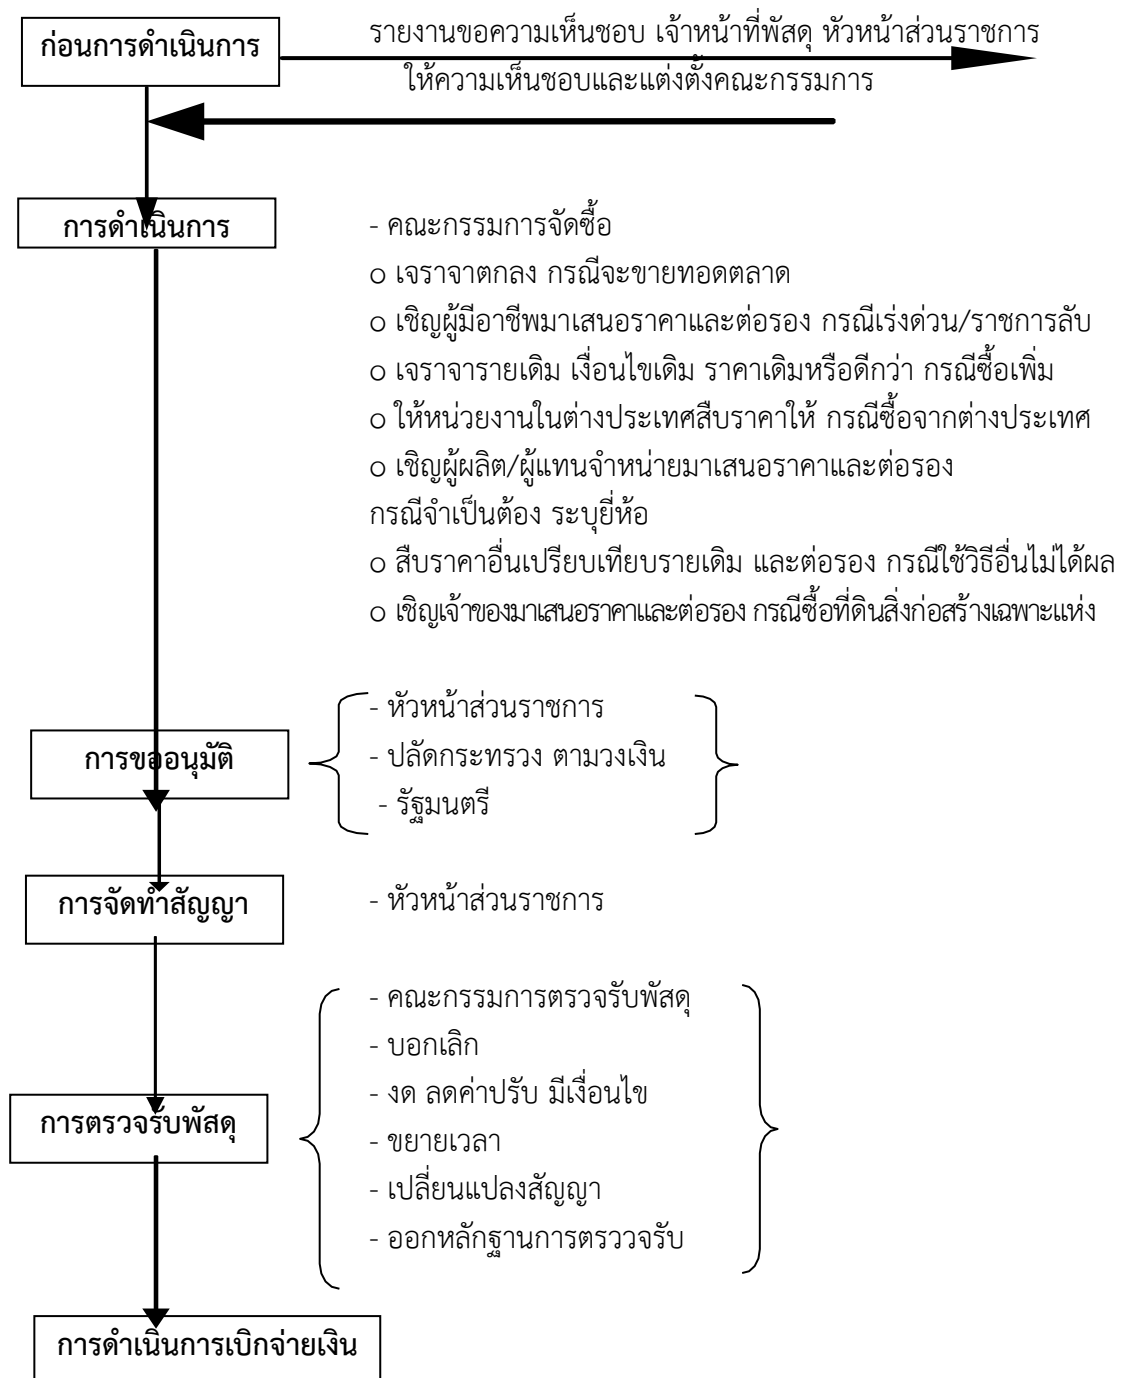 ก่อนการดำเนินการ
รายงานขอความเห็นชอบ เจ้าหน้าที่พัสดุ หัวหน้าส่วนราชการ
ให้ความเห็นชอบและแต่งตั้งคณะกรรมการ
การดำเนินการ
- คณะกรรมการจัดซื้อ
o เจราจาตกลง กรณีจะขายทอดตลาด
o เชิญผู้มีอาชีพมาเสนอราคาและต่อรอง กรณีเร่งด่วน/ราชการลับ
o เจราจารายเดิม เงื่อนไขเดิม ราคาเดิมหรือดีกว่า กรณีซื้อเพิ่ม
o ให้หน่วยงานในต่างประเทศสืบราคาให้ กรณีซื้อจากต่างประเทศ
o เชิญผู้ผลิต/ผู้แทนจำหน่ายมาเสนอราคาและต่อรอง
กรณีจำเป็นต้อง ระบุยี่ห้อ
o สืบราคาอื่นเปรียบเทียบรายเดิม และต่อรอง กรณีใช้วิธีอื่นไม่ได้ผล
o เชิญเจ้าของมาเสนอราคาและต่อรอง กรณีซื้อที่ดินสิ่งก่อสร้างเฉพาะแห่ง
การขออนุมัติ
- หัวหน้าส่วนราชการ
- ปลัดกระทรวง ตามวงเงิน
- รัฐมนตรี
การจัดทำสัญญา
- หัวหน้าส่วนราชการ
การตรวจรับพัสดุ
- คณะกรรมการตรวจรับพัสดุ
- บอกเลิก
- งด ลดค่าปรับ มีเงื่อนไข
- ขยายเวลา
- เปลี่ยนแปลงสัญญา
- ออกหลักฐานการตรววจรับ
การดำเนินการเบิกจ่ายเงิน